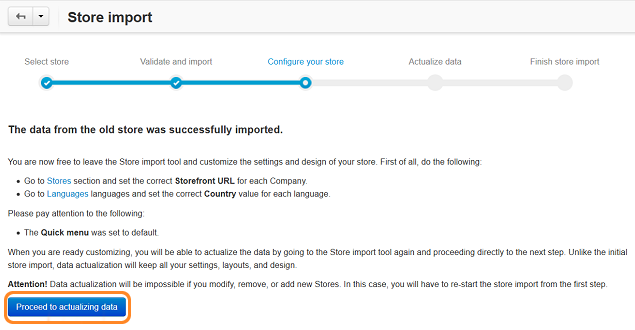 Store import
Select store
Validate and import
Configure your store
Actualize data
Finish store import
The data from the old store was successfully imported.
You are now free to leave the Store import tool and customize the settings and design of your store. First of all, do the following:
Go to Stores section and set the correct Storefront URL for each Company.
Go to Languages languages and set the correct Country value for each language.
Please pay attention to the following:
The Quick menu was set to default.
When you are ready customizing, you will be able to actualize the data by going to the Store import tool again and proceeding directly to the next step. Unlike the initial
store import, data actualization will keep all your settings, layouts, and design.
Attention! Data actualization will be impossible if you modify, remove, or add new Stores. In this case, you will have to re-start the store import from the first step.
Proceed to actualizing data